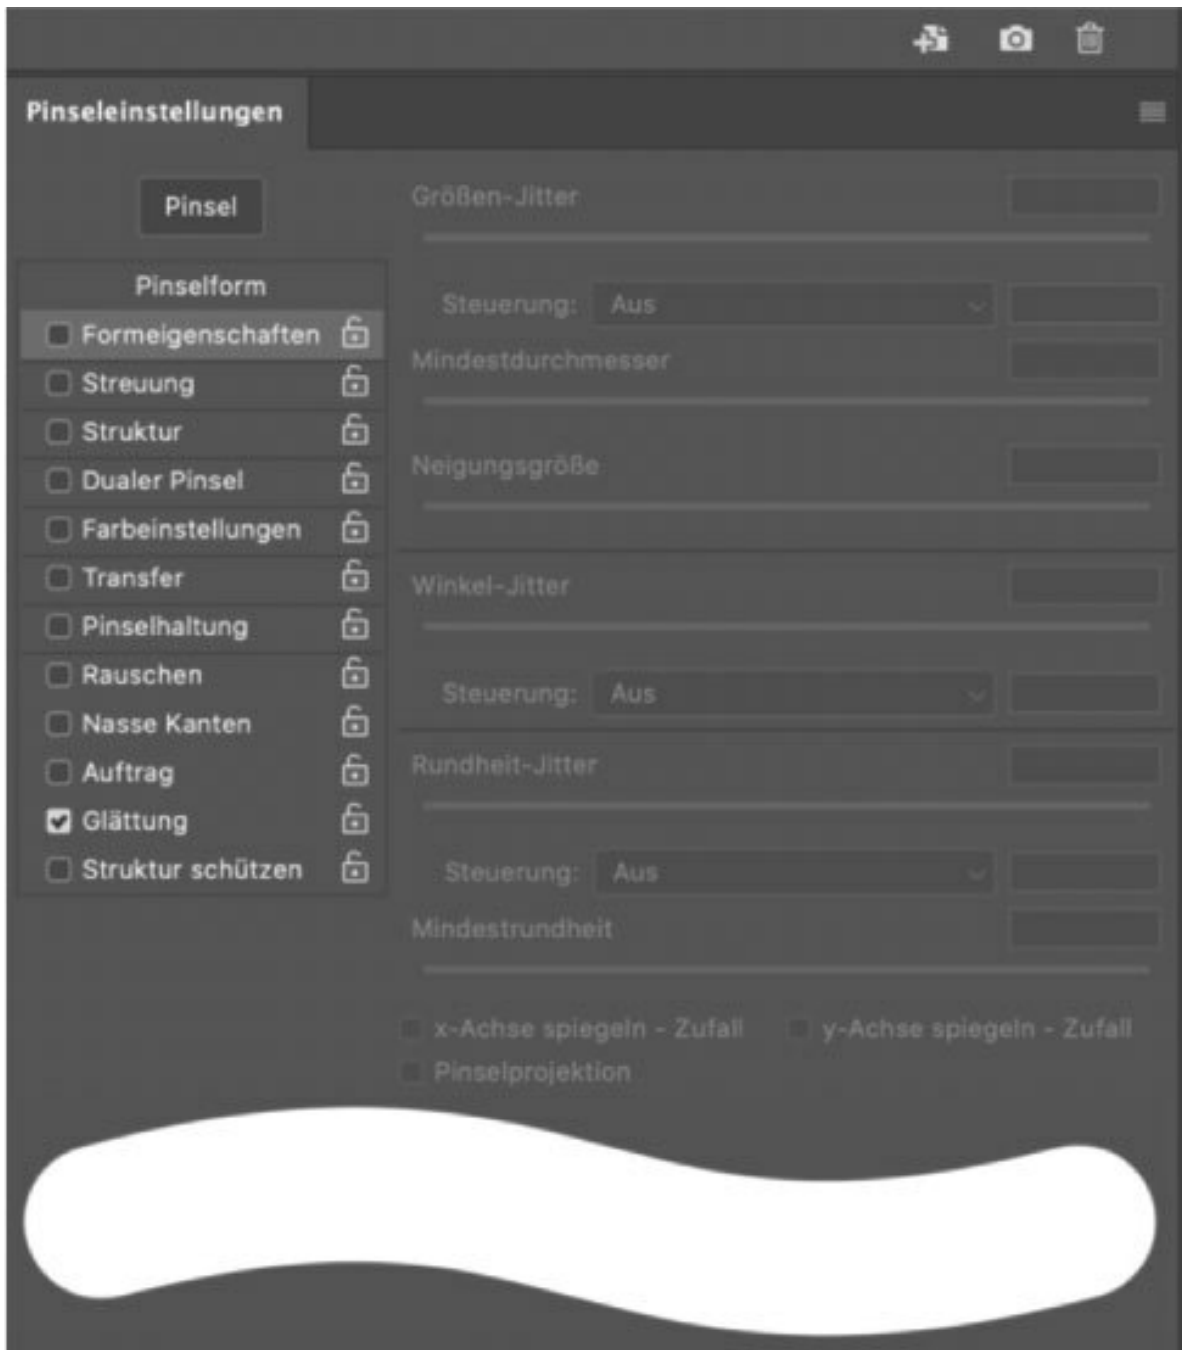 Pinseleinstellungen
Pinsel
Pinselform
Formeigenschaften
Streuung
Struktur
Dualer Pinsel
Farbeinstellungen
Transfer
Pinselhaltung
Rauschen
Nasse Kanten
Auftrag
Glättung
Struktur schützen
Größen-Jitter
Steuerung: Aus
Mindestdurchmesser
Neigungsgröße
Winkel-Jitter
Steuerung: Aus
Rundheit-Jitter
Steuerung: Aus
Mindestrundheit
x-Achse spiegeln - Zufall y-Achse spiegeln - Zufall
Pinselprojektion